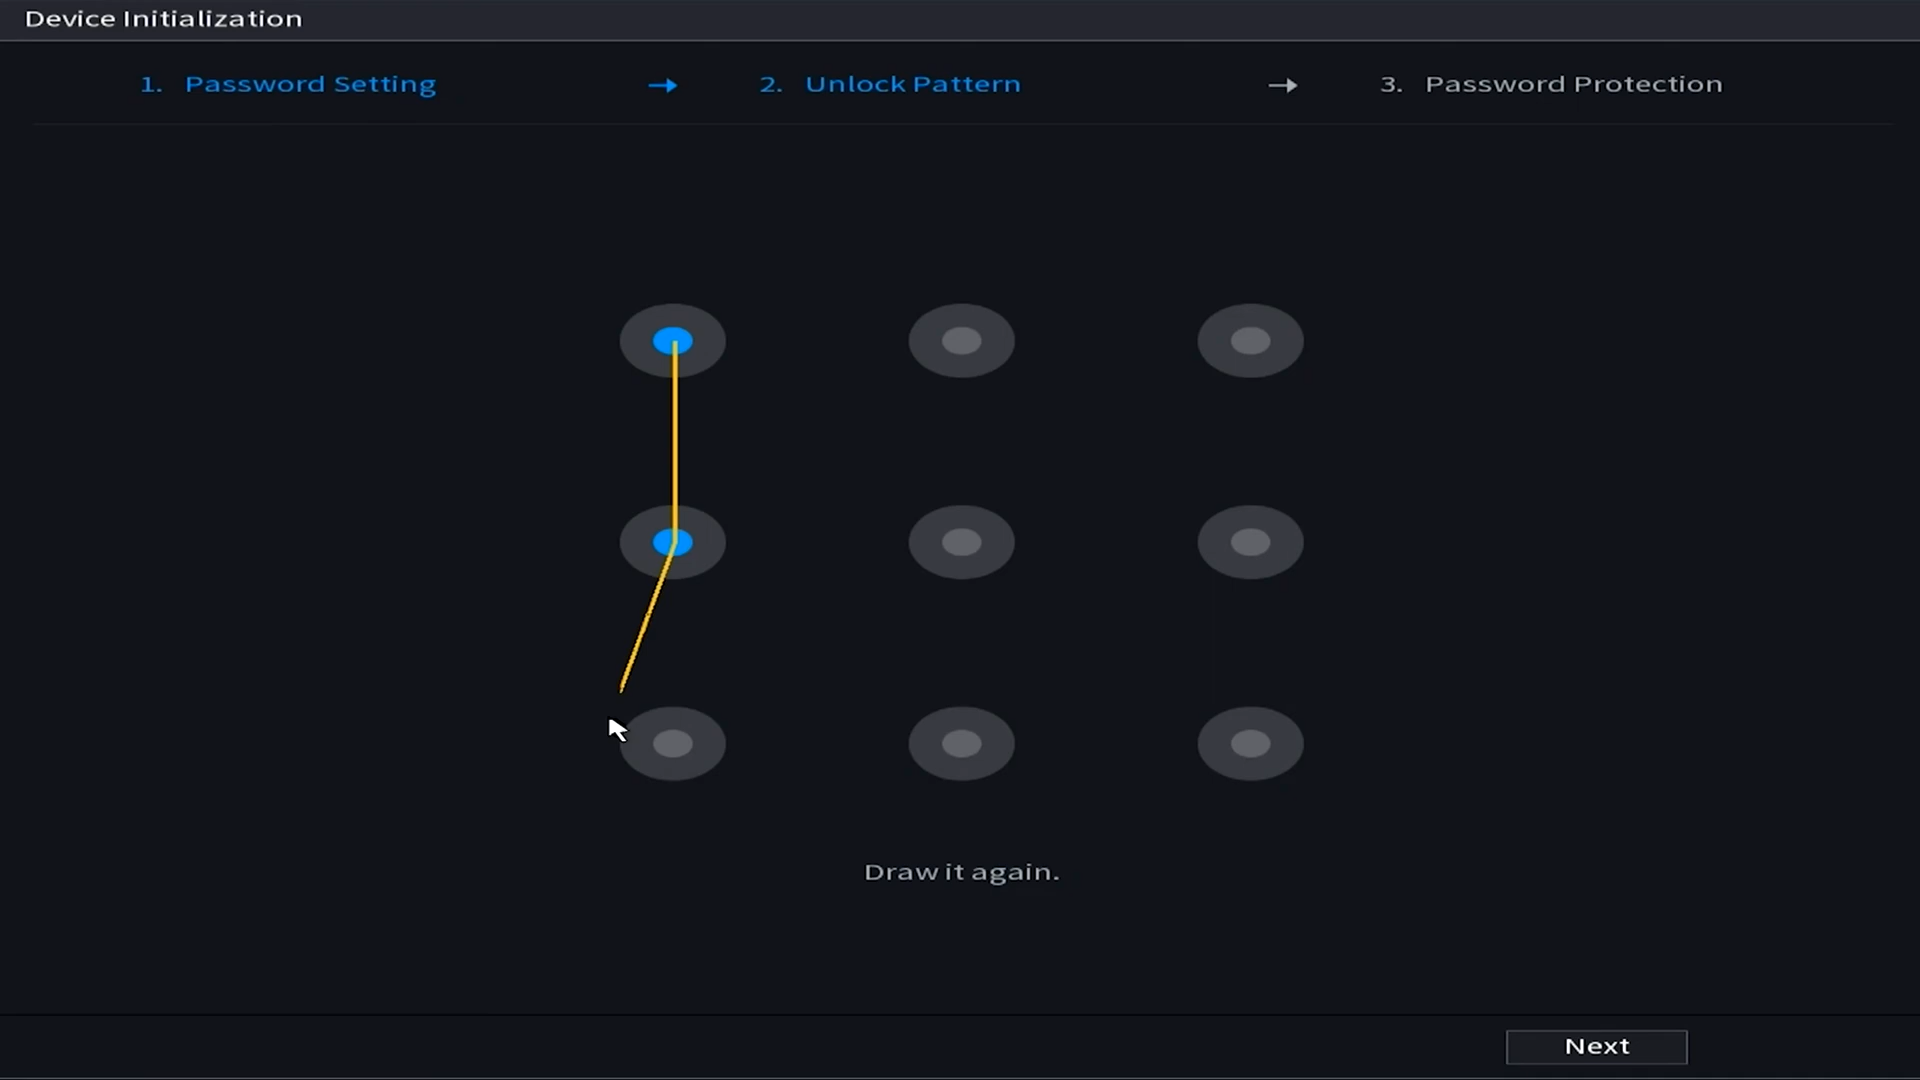 Device Initialization
1. Password Setting → 2. Unlock Pattern → 3. Password Protection
Draw it again.
Next